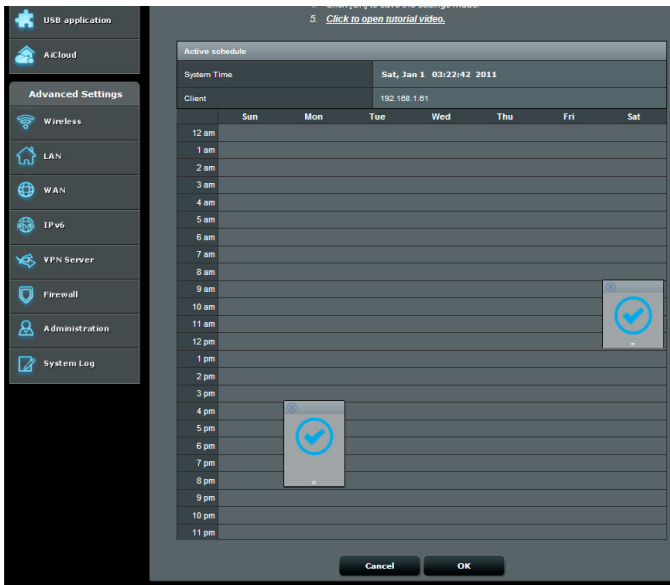 USB application
AiCloud
Advanced Settings
Wireless
LAN
WAN
IPv6
VPN Server
Firewall
Administration
System Log
5. Click to open tutorial video.
Active schedule
System Time Sat, Jan 1 03:22:42 2011
Client 192.168.1.61
Sun Mon Tue Wed Thu Fri Sat
12 am
1 am
2 am
3 am
4 am
5 am
6 am
7 am
8 am
9 am
10 am
11 am
12 pm
1 pm
2 pm
3 pm
4 pm
5 pm
6 pm
7 pm
8 pm
9 pm
10 pm
11 pm
Cancel OK